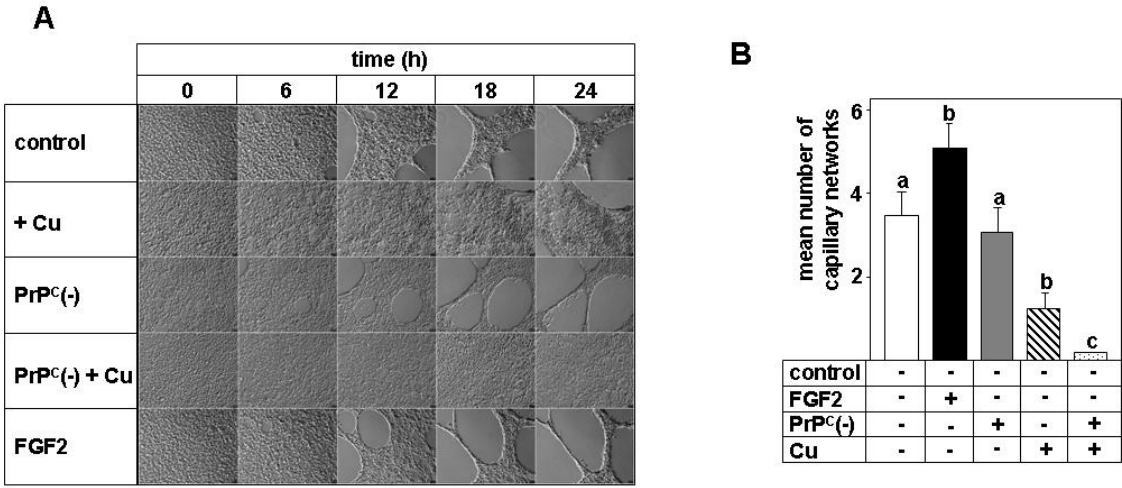 A
time (h)
0 6 12 18 24
control
+ Cu
PrPᶜ(-)
PrPᶜ(-) + Cu
FGF2
B
mean number of
capillary networks
6
4
2
a b a b c
control - - - - -
FGF2 - + - - -
PrPᶜ(-) - - + - +
Cu - - - + +